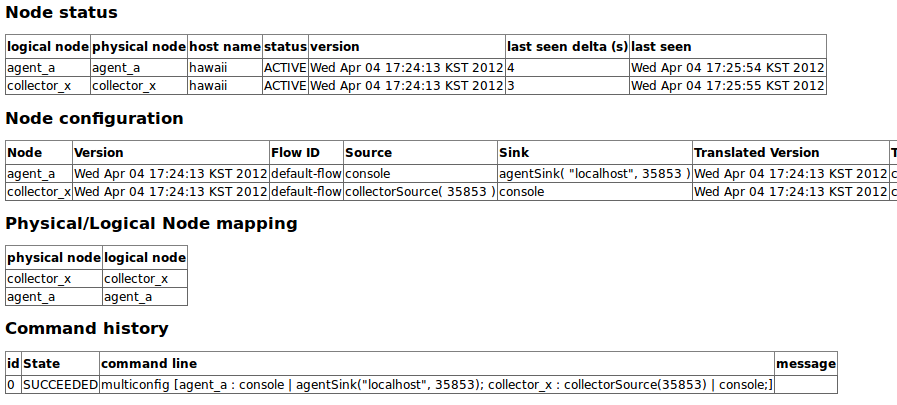 Node status
logical node physical node host name status version last seen delta (s) last seen
agent_a agent_a hawaii ACTIVE Wed Apr 04 17:24:13 KST 2012 4 Wed Apr 04 17:25:54 KST 2012
collector_x collector_x hawaii ACTIVE Wed Apr 04 17:24:13 KST 2012 3 Wed Apr 04 17:25:55 KST 2012
Node configuration
Node Version Flow ID Source Sink Translated Version T
agent_a Wed Apr 04 17:24:13 KST 2012 default-flow console agentSink( "localhost", 35853 ) Wed Apr 04 17:24:13 KST 2012 c
collector_x Wed Apr 04 17:24:13 KST 2012 default-flow collectorSource( 35853 ) console Wed Apr 04 17:24:13 KST 2012 c
Physical/Logical Node mapping
physical node logical node
collector_x collector_x
agent_a agent_a
Command history
id State command line message
0 SUCCEEDED multiconfig [agent_a : console | agentSink("localhost", 35853); collector_x : collectorSource(35853) | console;]